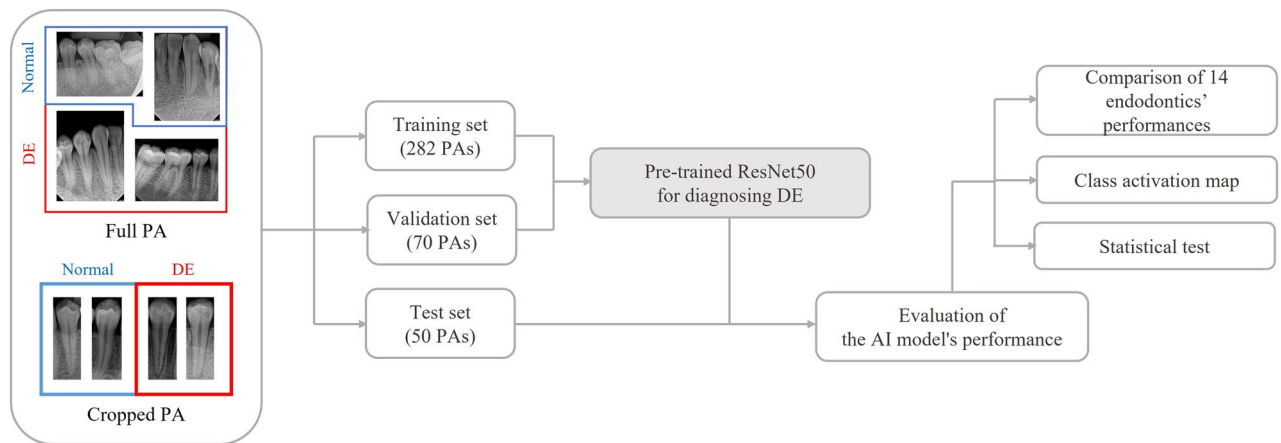 Normal
DE
Full PA
Normal
DE
Cropped PA
Training set
(282 PAs)
Validation set
(70 PAs)
Test set
(50 PAs)
Pre-trained ResNet50
for diagnosing DE
Evaluation of
the AI model's performance
Comparison of 14
endodontics’
performances
Class activation map
Statistical test